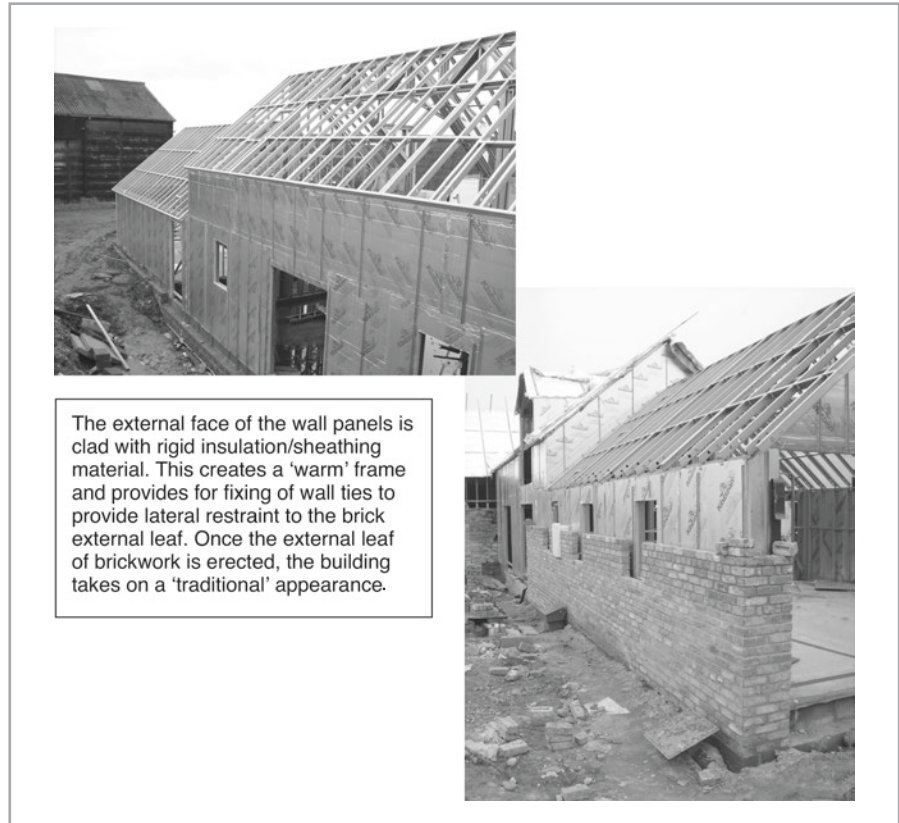 The external face of the wall panels is
clad with rigid insulation/sheathing
material. This creates a ‘warm’ frame
and provides for fixing of wall ties to
provide lateral restraint to the brick
external leaf. Once the external leaf
of brickwork is erected, the building
takes on a ‘traditional’ appearance.